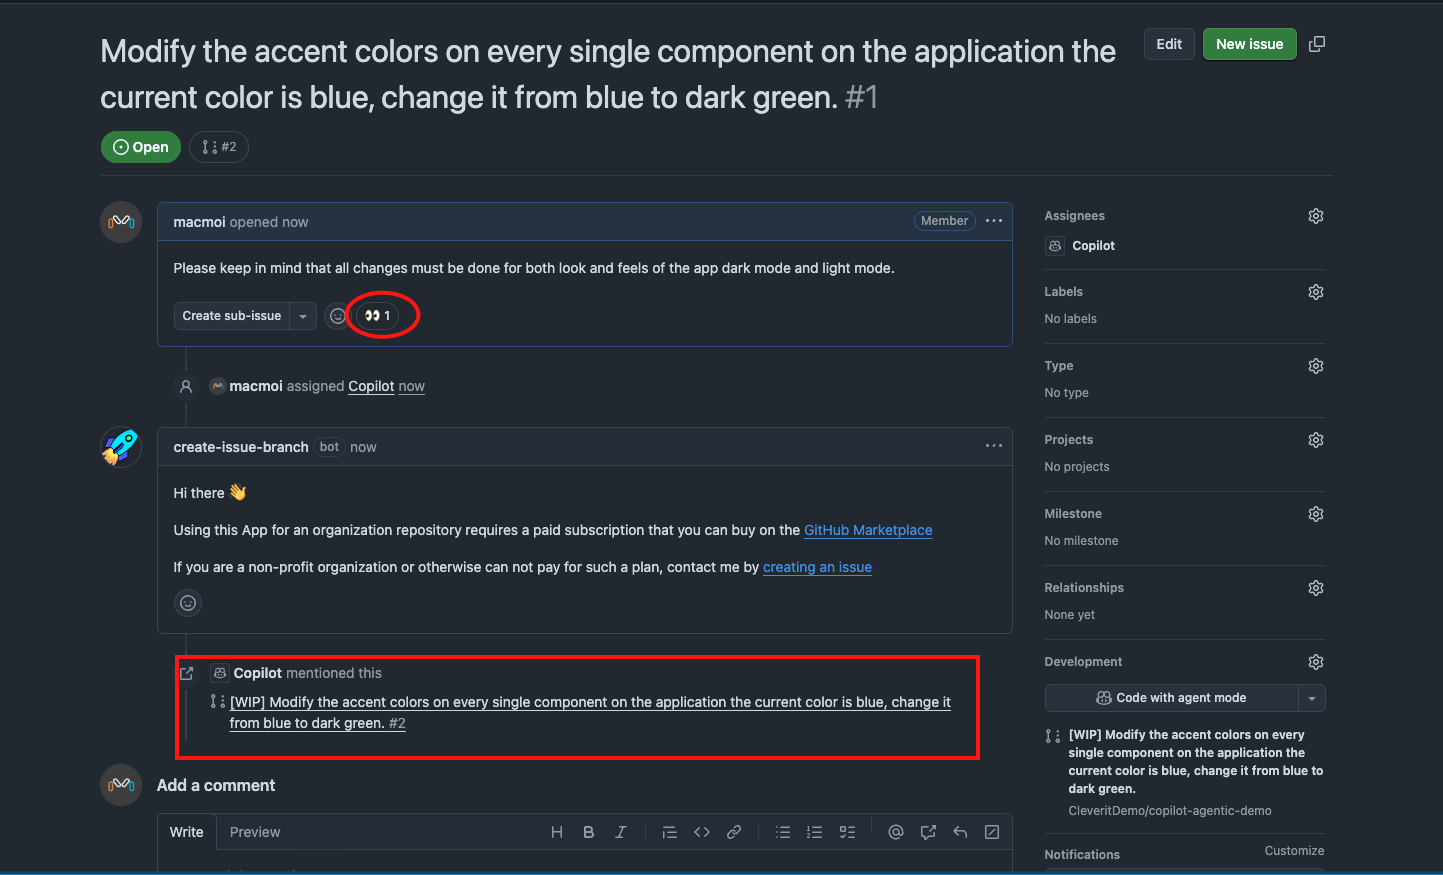 Modify the accent colors on every single component on the application the
current color is blue, change it from blue to dark green. #1
Edit
New issue
Open
#2
macmoi opened now
Member
Please keep in mind that all changes must be done for both look and feels of the app dark mode and light mode.
Create sub-issue
👀 1
macmoi assigned Copilot now
create-issue-branch bot now
Hi there 👋
Using this App for an organization repository requires a paid subscription that you can buy on the GitHub Marketplace
If you are a non-profit organization or otherwise can not pay for such a plan, contact me by creating an issue
Copilot mentioned this
[WIP] Modify the accent colors on every single component on the application the current color is blue, change it
from blue to dark green. #2
Add a comment
Write
Preview
Assignees
Copilot
Labels
No labels
Type
No type
Projects
No projects
Milestone
No milestone
Relationships
None yet
Development
Code with agent mode
[WIP] Modify the accent colors on every
single component on the application the
current color is blue, change it from blue to
dark green.
CleveritDemo/copilot-agentic-demo
Notifications
Customize